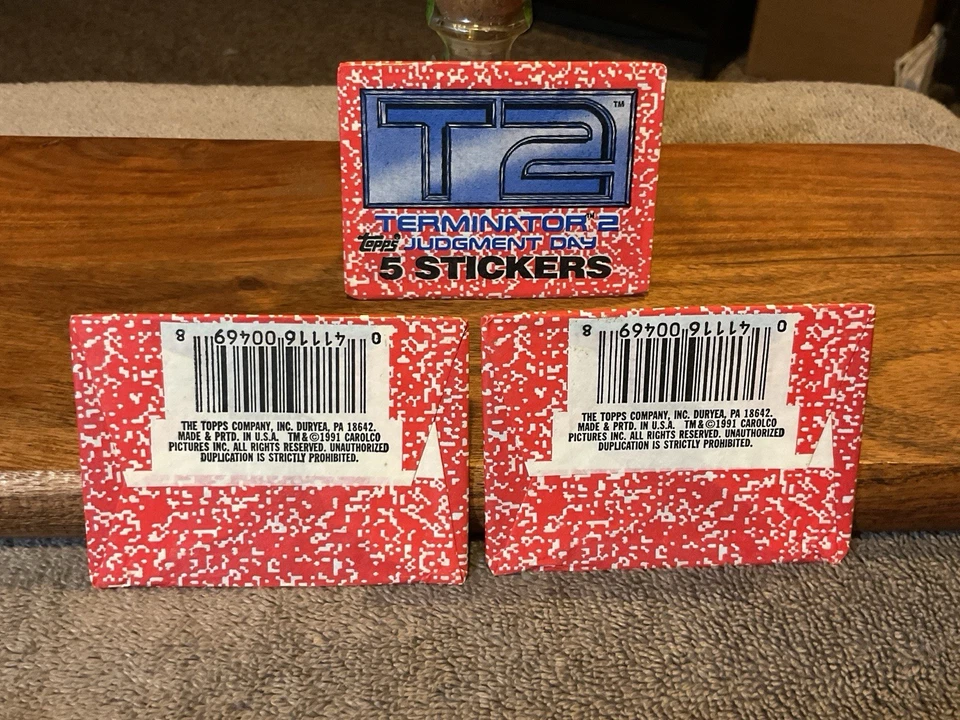 T2 ™
TERMINATOR™ 2
Topps JUDGMENT DAY
5 STICKERS
0 41116 00469 8
THE TOPPS COMPANY, INC. DURYEA, PA 18642.
MADE & PRTD. IN U.S.A. TM & ©1991 CAROLCO
PICTURES INC. ALL RIGHTS RESERVED. UNAUTHORIZED
DUPLICATION IS STRICTLY PROHIBITED.
0 41116 00469 8
THE TOPPS COMPANY, INC. DURYEA, PA 18642.
MADE & PRTD. IN U.S.A. TM & ©1991 CAROLCO
PICTURES INC. ALL RIGHTS RESERVED. UNAUTHORIZED
DUPLICATION IS STRICTLY PROHIBITED.